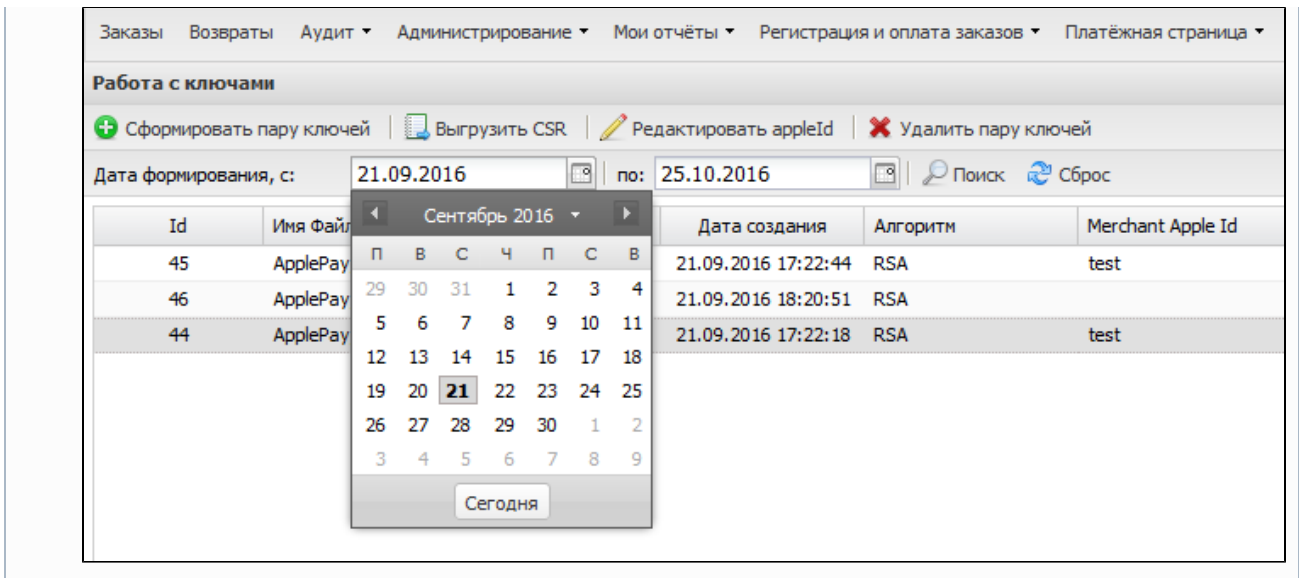 Заказы Возвраты Аудит Администрирование Мои отчёты Регистрация и оплата заказов Платёжная страница
Работа с ключами
Сформировать пару ключей Выгрузить CSR Редактировать appleId Удалить пару ключей
Дата формирования, с: 21.09.2016 по: 25.10.2016 Поиск Сброс
Id Имя Файл Дата создания Алгоритм Merchant Apple Id
45 ApplePay 21.09.2016 17:22:44 RSA test
46 ApplePay 21.09.2016 18:20:51 RSA
44 ApplePay 21.09.2016 17:22:18 RSA test
Сентябрь 2016
П В С Ч П С В
29 30 31 1 2 3 4
5 6 7 8 9 10 11
12 13 14 15 16 17 18
19 20 21 22 23 24 25
26 27 28 29 30 1 2
3 4 5 6 7 8 9
Сегодня